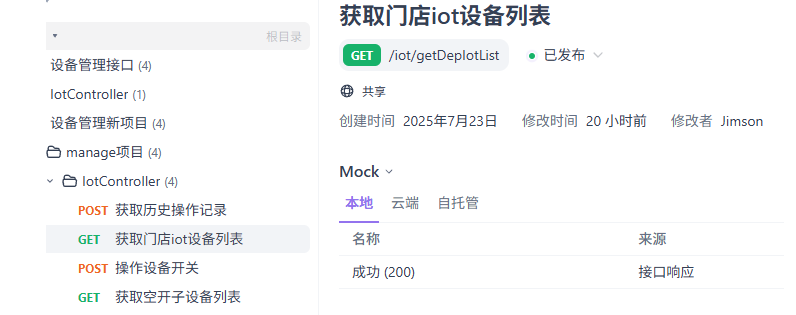 根目录
设备管理接口 (4)
IotController (1)
设备管理新项目 (4)
manage项目 (4)
IotController (4)
POST 获取历史操作记录
GET 获取门店iot设备列表
POST 操作设备开关
GET 获取空开子设备列表
获取门店iot设备列表
GET /iot/getDeplotList 已发布
共享
创建时间 2025年7月23日 修改时间 20 小时前 修改者 Jimson
Mock
本地 云端 自托管
名称 来源
成功 (200) 接口响应